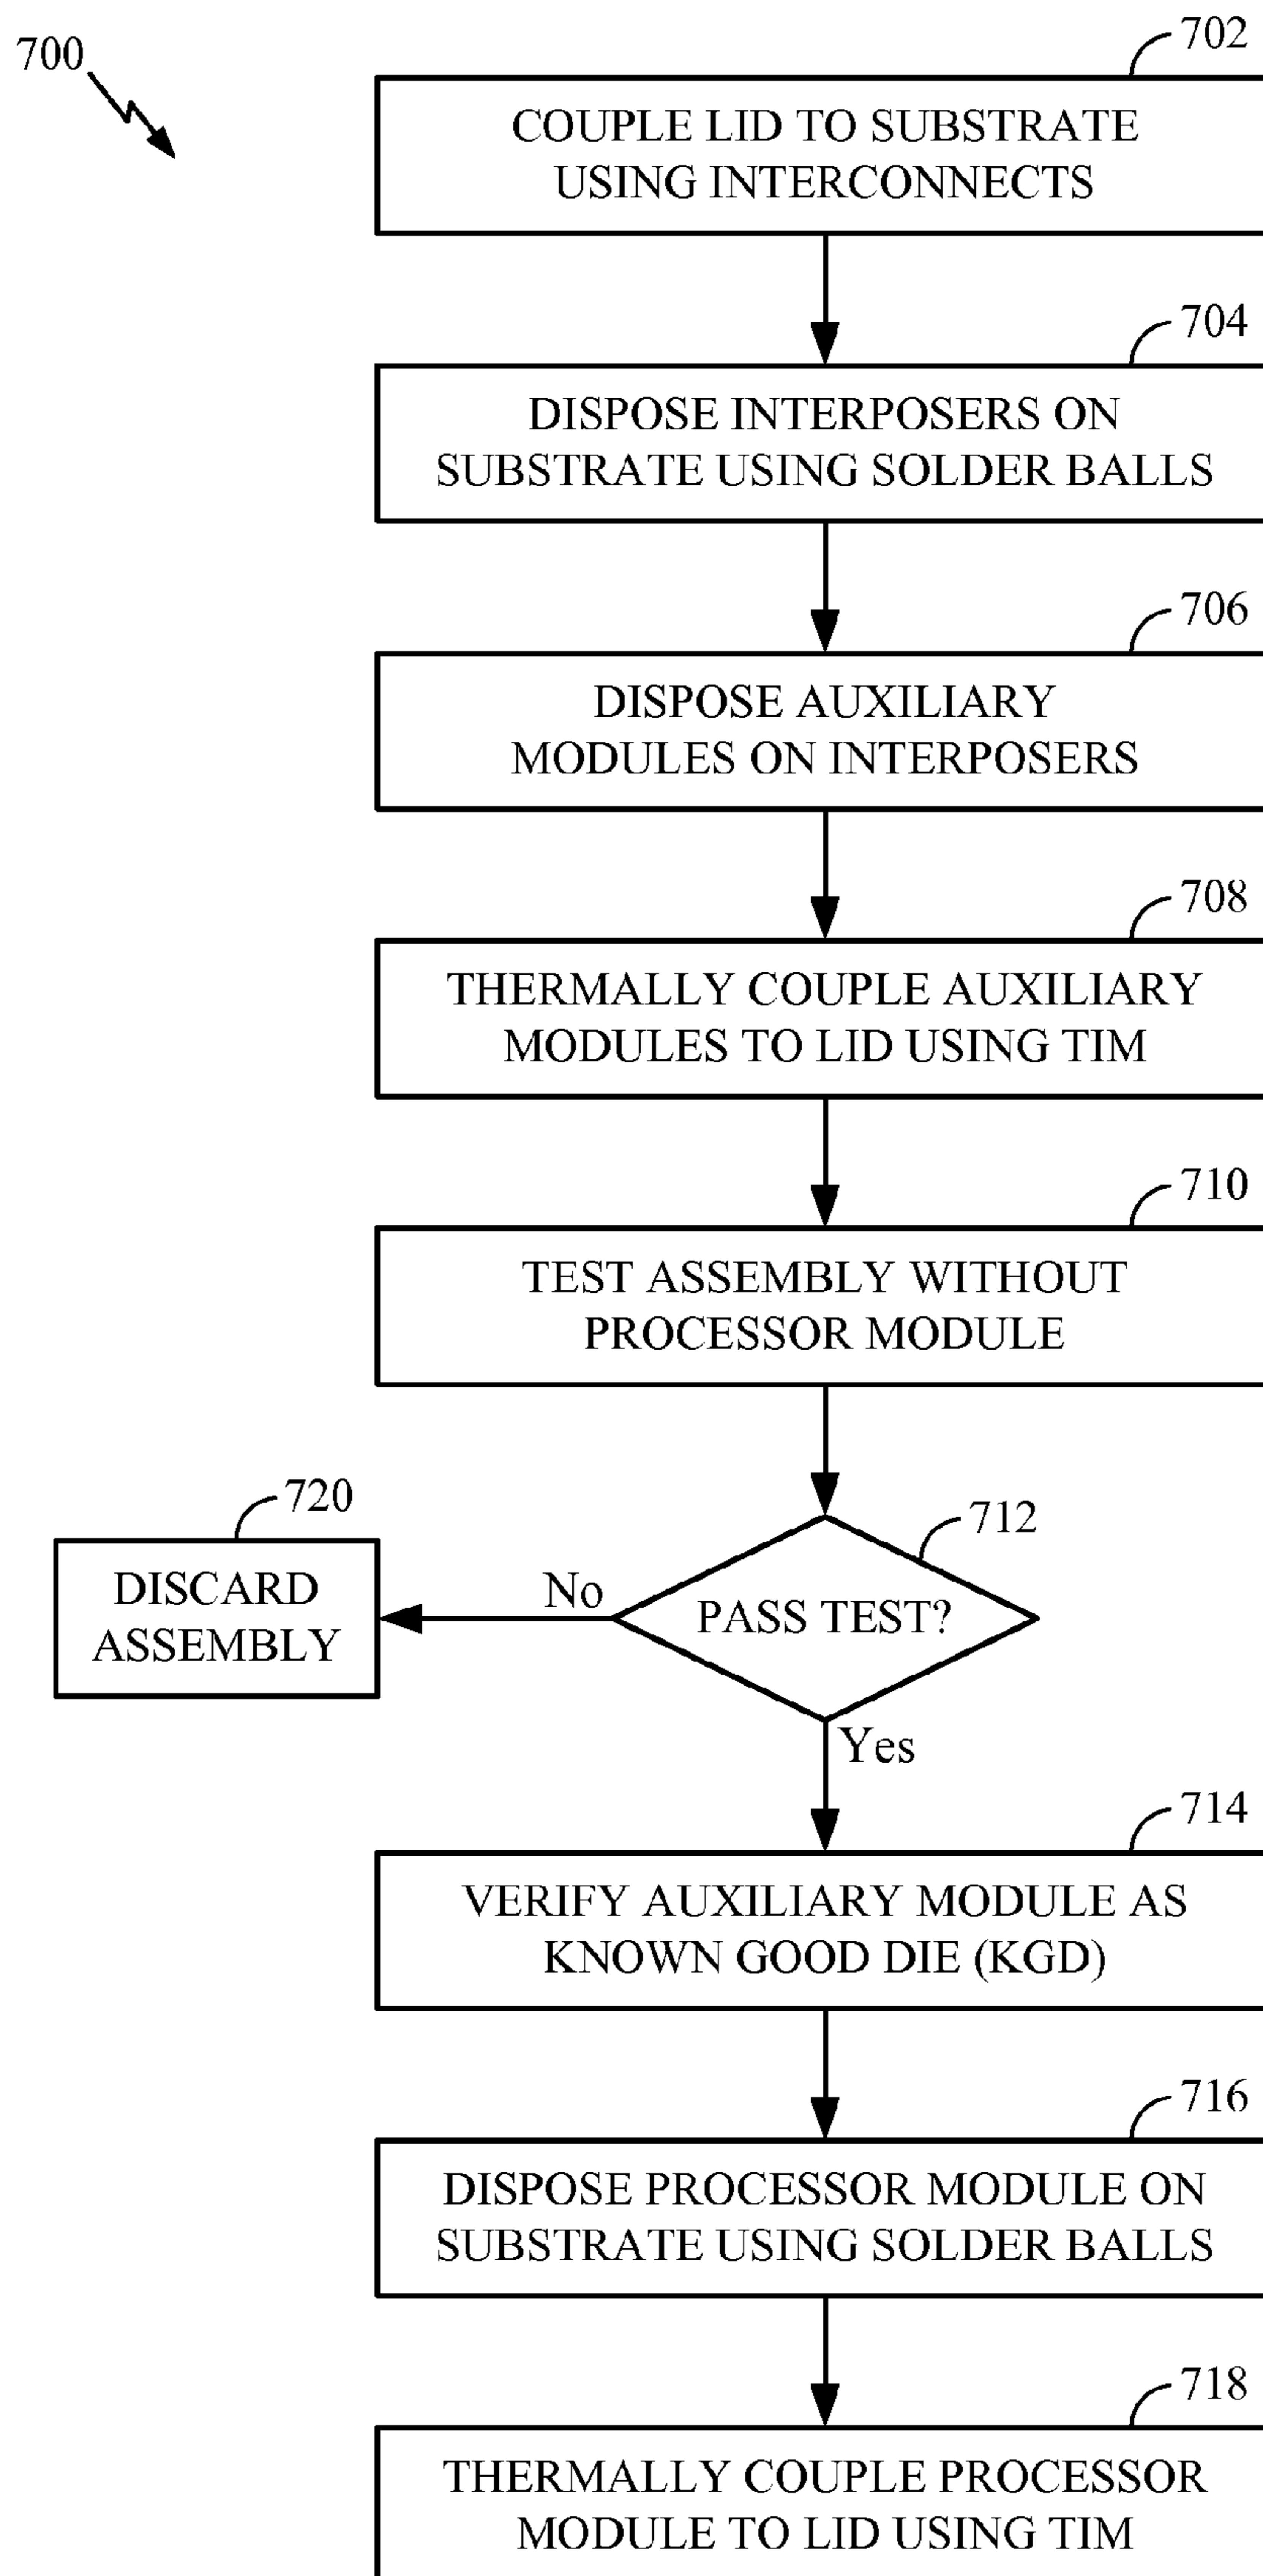 700
702
COUPLE LID TO SUBSTRATE
USING INTERCONNECTS
704
DISPOSE INTERPOSERS ON
SUBSTRATE USING SOLDER BALLS
706
DISPOSE AUXILIARY
MODULES ON INTERPOSERS
708
THERMALLY COUPLE AUXILIARY
MODULES TO LID USING TIM
710
TEST ASSEMBLY WITHOUT
PROCESSOR MODULE
712
PASS TEST?
No
720
DISCARD
ASSEMBLY
Yes
714
VERIFY AUXILIARY MODULE AS
KNOWN GOOD DIE (KGD)
716
DISPOSE PROCESSOR MODULE ON
SUBSTRATE USING SOLDER BALLS
718
THERMALLY COUPLE PROCESSOR
MODULE TO LID USING TIM